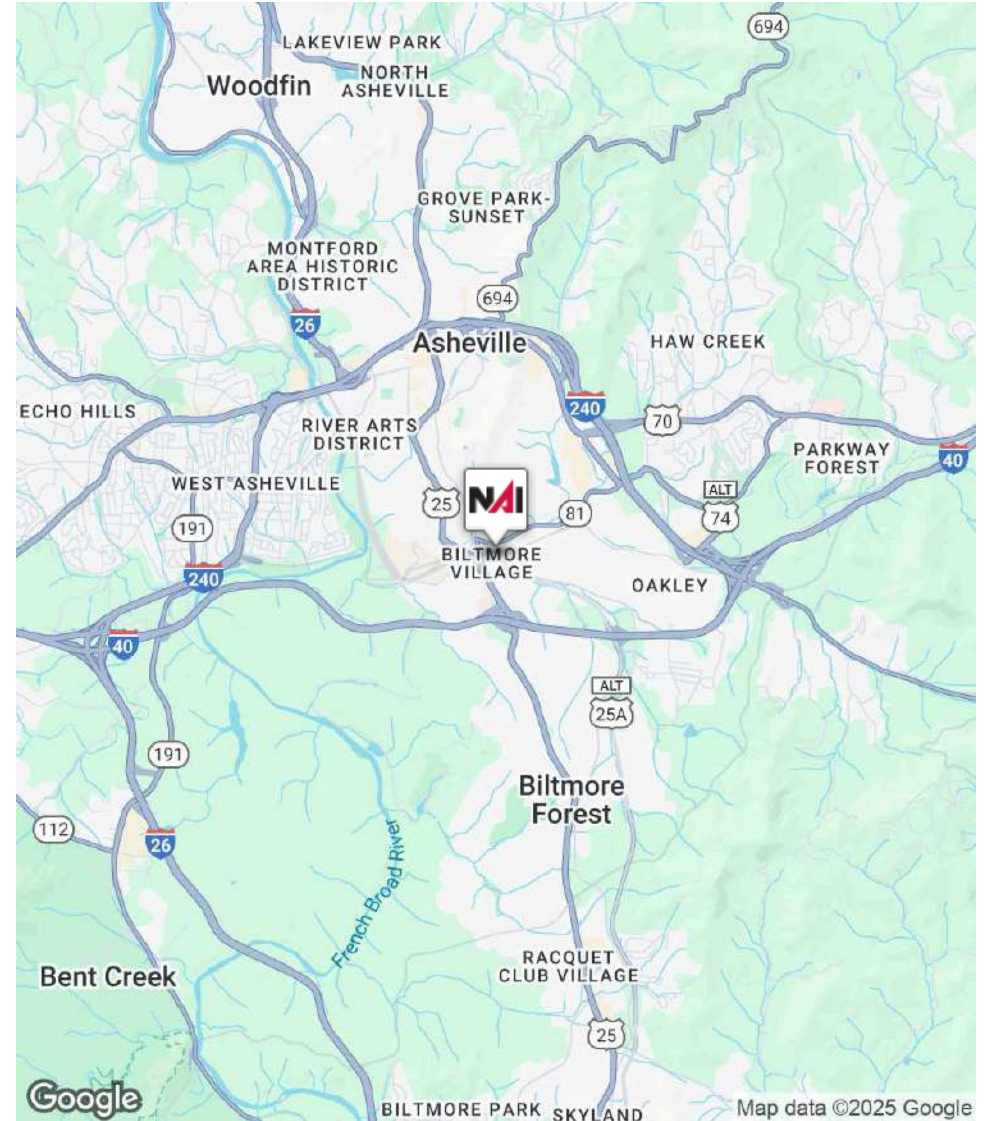 694
LAKEVIEW PARK
NORTH
ASHEVILLE
Woodfin
GROVE PARK-
SUNSET
MONTFORD
AREA HISTORIC
DISTRICT
694
26
Asheville
HAW CREEK
240
70
ECHO HILLS
RIVER ARTS
DISTRICT
PARKWAY
FOREST
40
WEST ASHEVILLE
NAI
25
81
ALT
74
191
BILTMORE
VILLAGE
240
OAKLEY
40
ALT
25A
191
Biltmore
Forest
112
26
French Broad River
RACQUET
CLUB VILLAGE
Bent Creek
25
Google
BILTMORE PARK
SKYLAND
Map data ©2025 Google